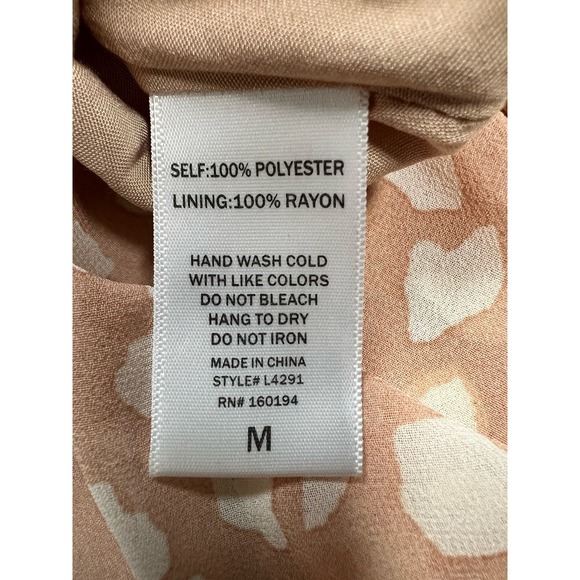 SELF:100% POLYESTER
LINING:100% RAYON
HAND WASH COLD
WITH LIKE COLORS
DO NOT BLEACH
HANG TO DRY
DO NOT IRON
MADE IN CHINA
STYLE# L4291
RN# 160194
M